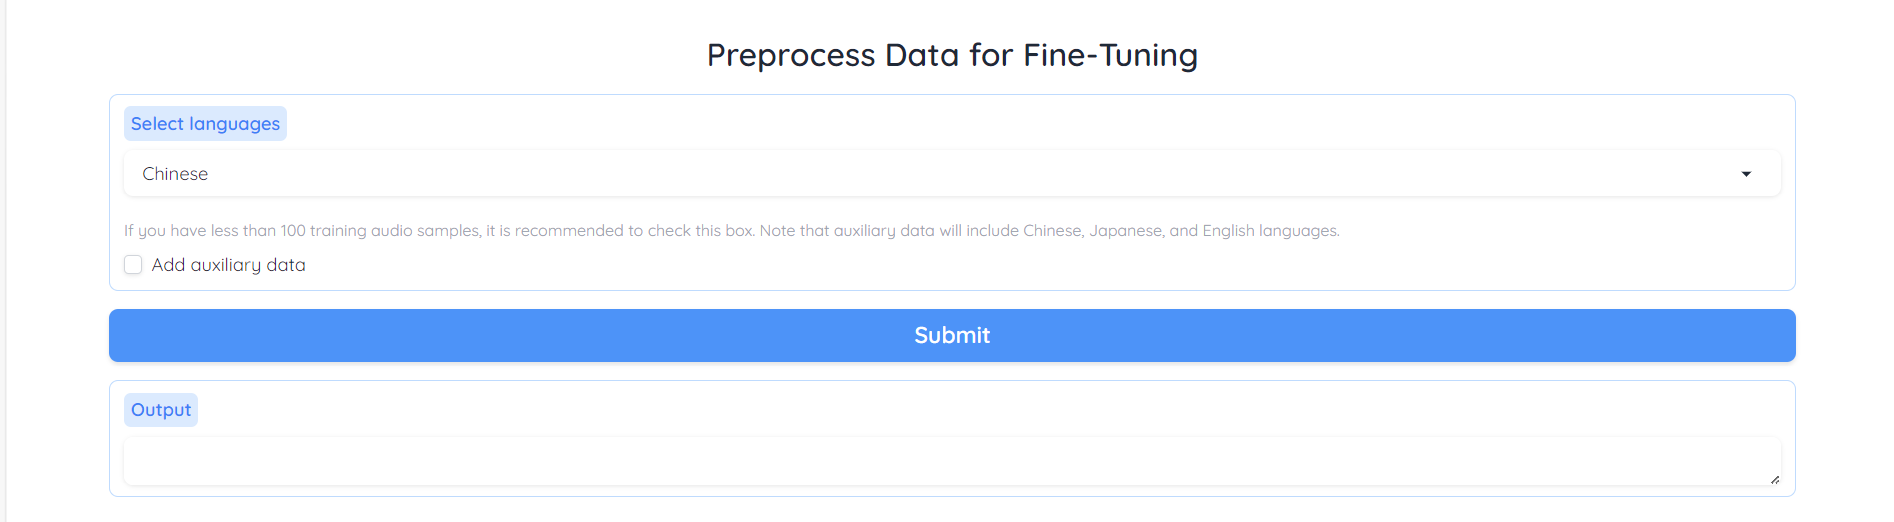 Preprocess Data for Fine-Tuning
Select languages
Chinese
If you have less than 100 training audio samples, it is recommended to check this box. Note that auxiliary data will include Chinese, Japanese, and English languages.
Add auxiliary data
Submit
Output